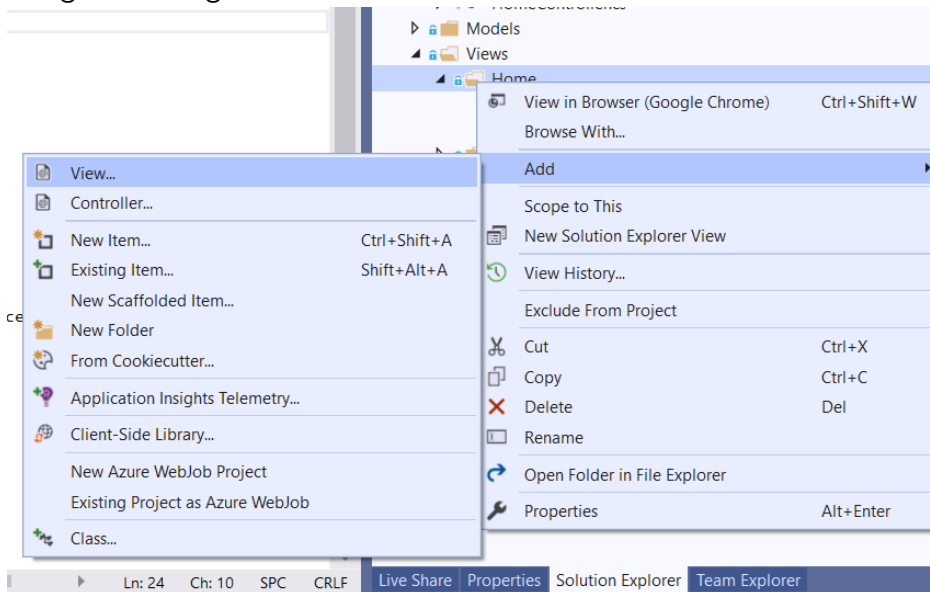 Models
Views
Home
View in Browser (Google Chrome) Ctrl+Shift+W
Browse With...
Add
Scope to This
New Solution Explorer View
View History...
Exclude From Project
Cut Ctrl+X
Copy Ctrl+C
Delete Del
Rename
Open Folder in File Explorer
Properties Alt+Enter
View...
Controller...
New Item... Ctrl+Shift+A
Existing Item... Shift+Alt+A
New Scaffolded Item...
New Folder
From Cookiecutter...
Application Insights Telemetry...
Client-Side Library...
New Azure WebJob Project
Existing Project as Azure WebJob
Class...
ce
Ln: 24 Ch: 10 SPC CRLF
Live Share Properties Solution Explorer Team Explorer